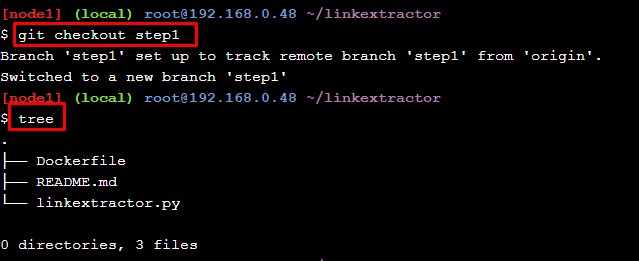 [node1] (local) root@192.168.0.48 ~/linkextractor
$ git checkout step1
Branch 'step1' set up to track remote branch 'step1' from 'origin'.
Switched to a new branch 'step1'
[node1] (local) root@192.168.0.48 ~/linkextractor
$ tree
.
├── Dockerfile
├── README.md
└── linkextractor.py
0 directories, 3 files